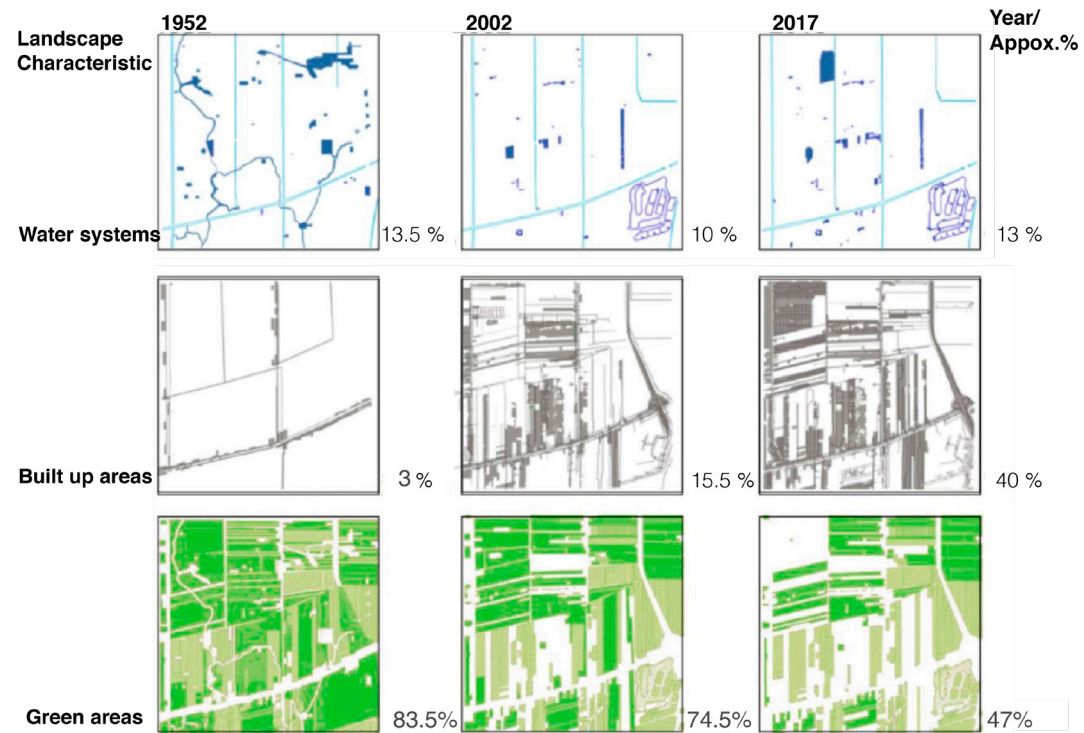 1952
2002
2017
Year/
Appox.%
Landscape
Characteristic
Water systems
13.5 %
10 %
13 %
Built up areas
3 %
15.5 %
40 %
Green areas
83.5%
74.5%
47%